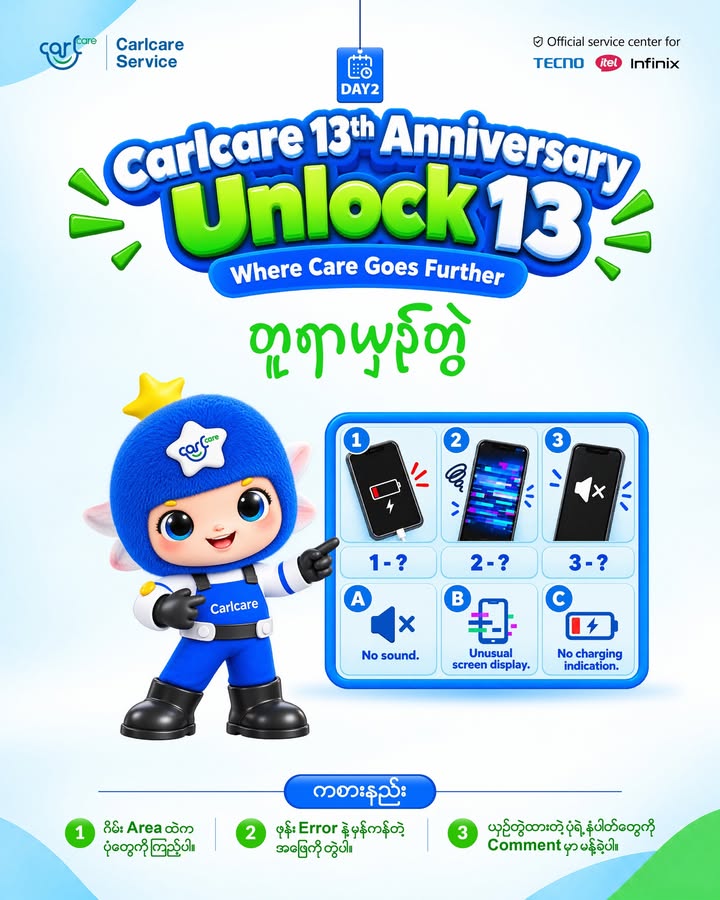 carlcare
Carlcare
Service
DAY2
Official service center for
TECNO itel Infinix
Carlcare 13th Anniversary
Unlock 13
Where Care Goes Further
တူရာယှဉ်တွဲ
carlcare
Carlcare
1 2 3
1 - ? 2 - ? 3 - ?
A B C
No sound.
Unusual
screen display.
No charging
indication.
ကစားနည်း
1 ဂိမ်း Area ထဲက
ပုံတွေကိုကြည့်ပါ။
2 ဖုန်း Error နဲ့မှန်ကန်တဲ့
အဖြေကိုတွဲပါ။
3 ယှဉ်တွဲထားတဲ့ပုံရဲ့နံပါတ်တွေကို
Comment မှာမန့်ခဲ့ပါ။